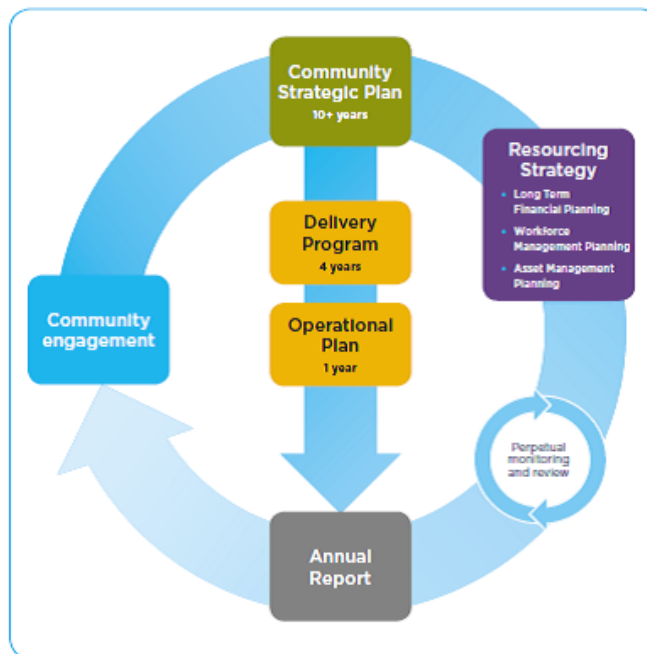 Community
Strategic Plan
10+ years
Resourcing
Strategy
• Long Term
Financial Planning
• Workforce
Management Planning
• Asset Management
Planning
Delivery
Program
4 years
Community
engagement
Operational
Plan
1 year
Perpetual
monitoring
and review
Annual
Report